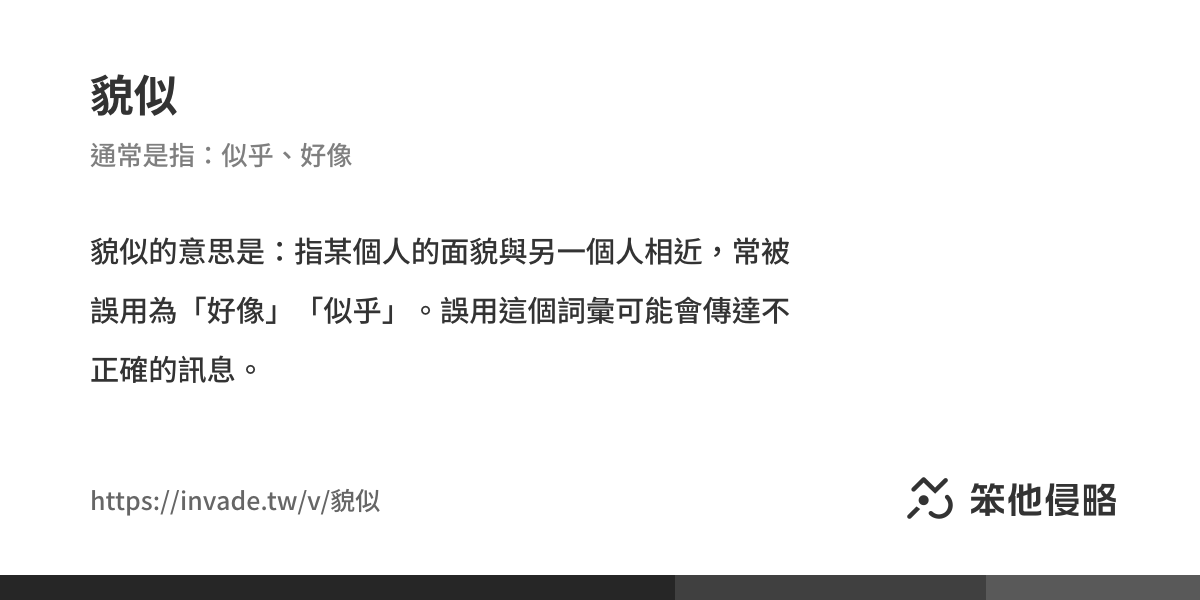 貌似
通常是指：似乎、好像
貌似的意思是：指某個人的面貌與另一個人相近，常被
誤用為「好像」「似乎」。誤用這個詞彙可能會傳達不
正確的訊息。
https://invade.tw/v/貌似
笨他侵略